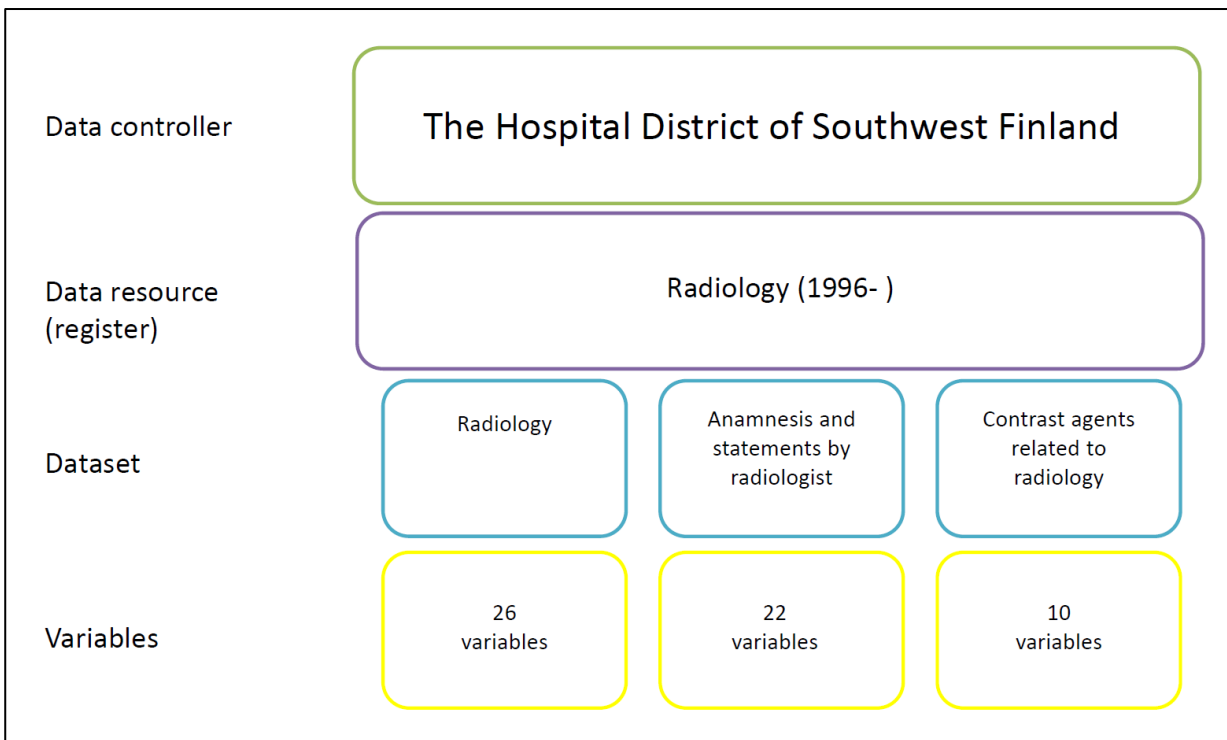 Data controller
The Hospital District of Southwest Finland
Data resource
(register)
Radiology (1996- )
Dataset
Radiology
Anamnesis and
statements by
radiologist
Contrast agents
related to
radiology
Variables
26
variables
22
variables
10
variables